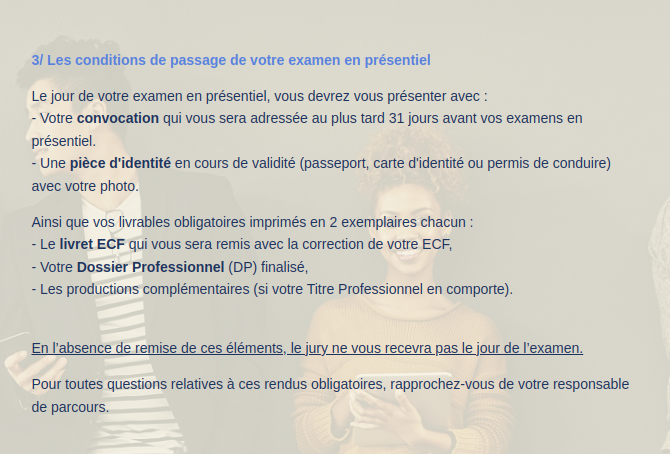 3/ Les conditions de passage de votre examen en présentiel
Le jour de votre examen en présentiel, vous devrez vous présenter avec :
- Votre convocation qui vous sera adressée au plus tard 31 jours avant vos examens en
présentiel.
- Une pièce d'identité en cours de validité (passeport, carte d'identité ou permis de conduire)
avec votre photo.
Ainsi que vos livrables obligatoires imprimés en 2 exemplaires chacun :
- Le livret ECF qui vous sera remis avec la correction de votre ECF,
- Votre Dossier Professionnel (DP) finalisé,
- Les productions complémentaires (si votre Titre Professionnel en comporte).
En l’absence de remise de ces éléments, le jury ne vous recevra pas le jour de l’examen.
Pour toutes questions relatives à ces rendus obligatoires, rapprochez-vous de votre responsable
de parcours.